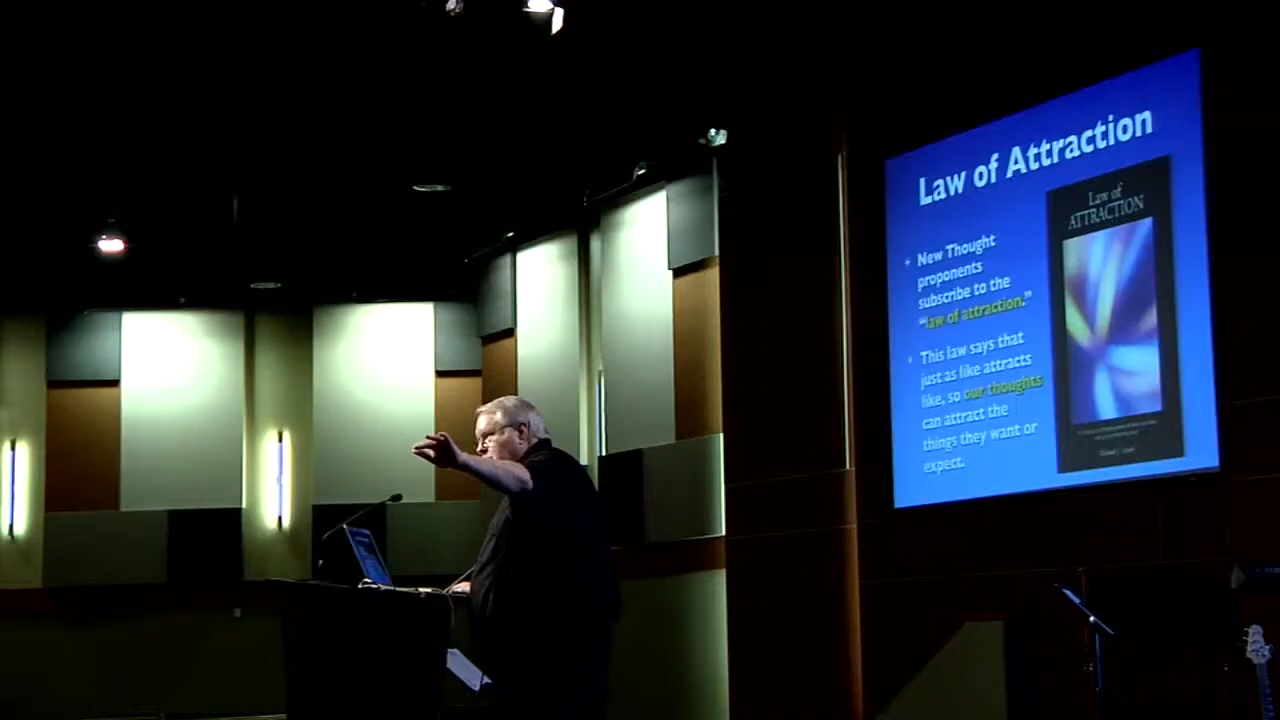 Law of Attraction
New Thought
proponents
subscribe to the
“law of attraction.”
This law says that
just as like attracts
like, so our thoughts
can attract the
things they want or
expect.
Law of
ATTRACTION